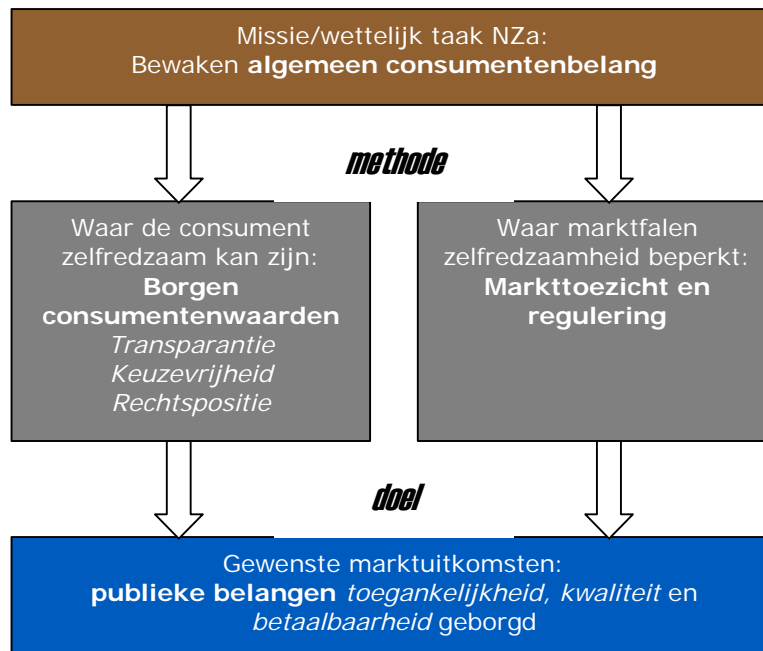 Missie/wettelijk taak NZa:
Bewaken algemeen consumentenbelang
methode
Waar de consument
zelfredzaam kan zijn:
Borgen
consumentenwaarden
Transparantie
Keuzevrijheid
Rechtspositie
Waar marktfalen
zelfredzaamheid beperkt:
Markttoezicht en
regulering
doel
Gewenste marktuitkomsten:
publieke belangen toegankelijkheid, kwaliteit en
betaalbaarheid geborgd